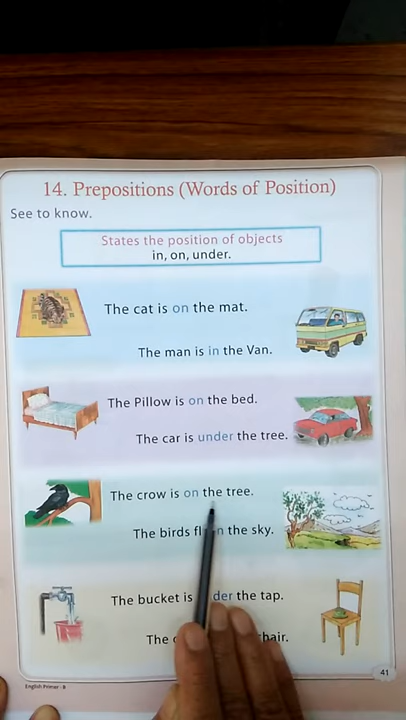 14. Prepositions (Words of Position)
See to know.
States the position of objects
in, on, under.
The cat is on the mat.
The man is in the Van.
The Pillow is on the bed.
The car is under the tree.
The crow is on the tree.
The birds the sky.
The bucket is the tap.
The
41
English Primer - B